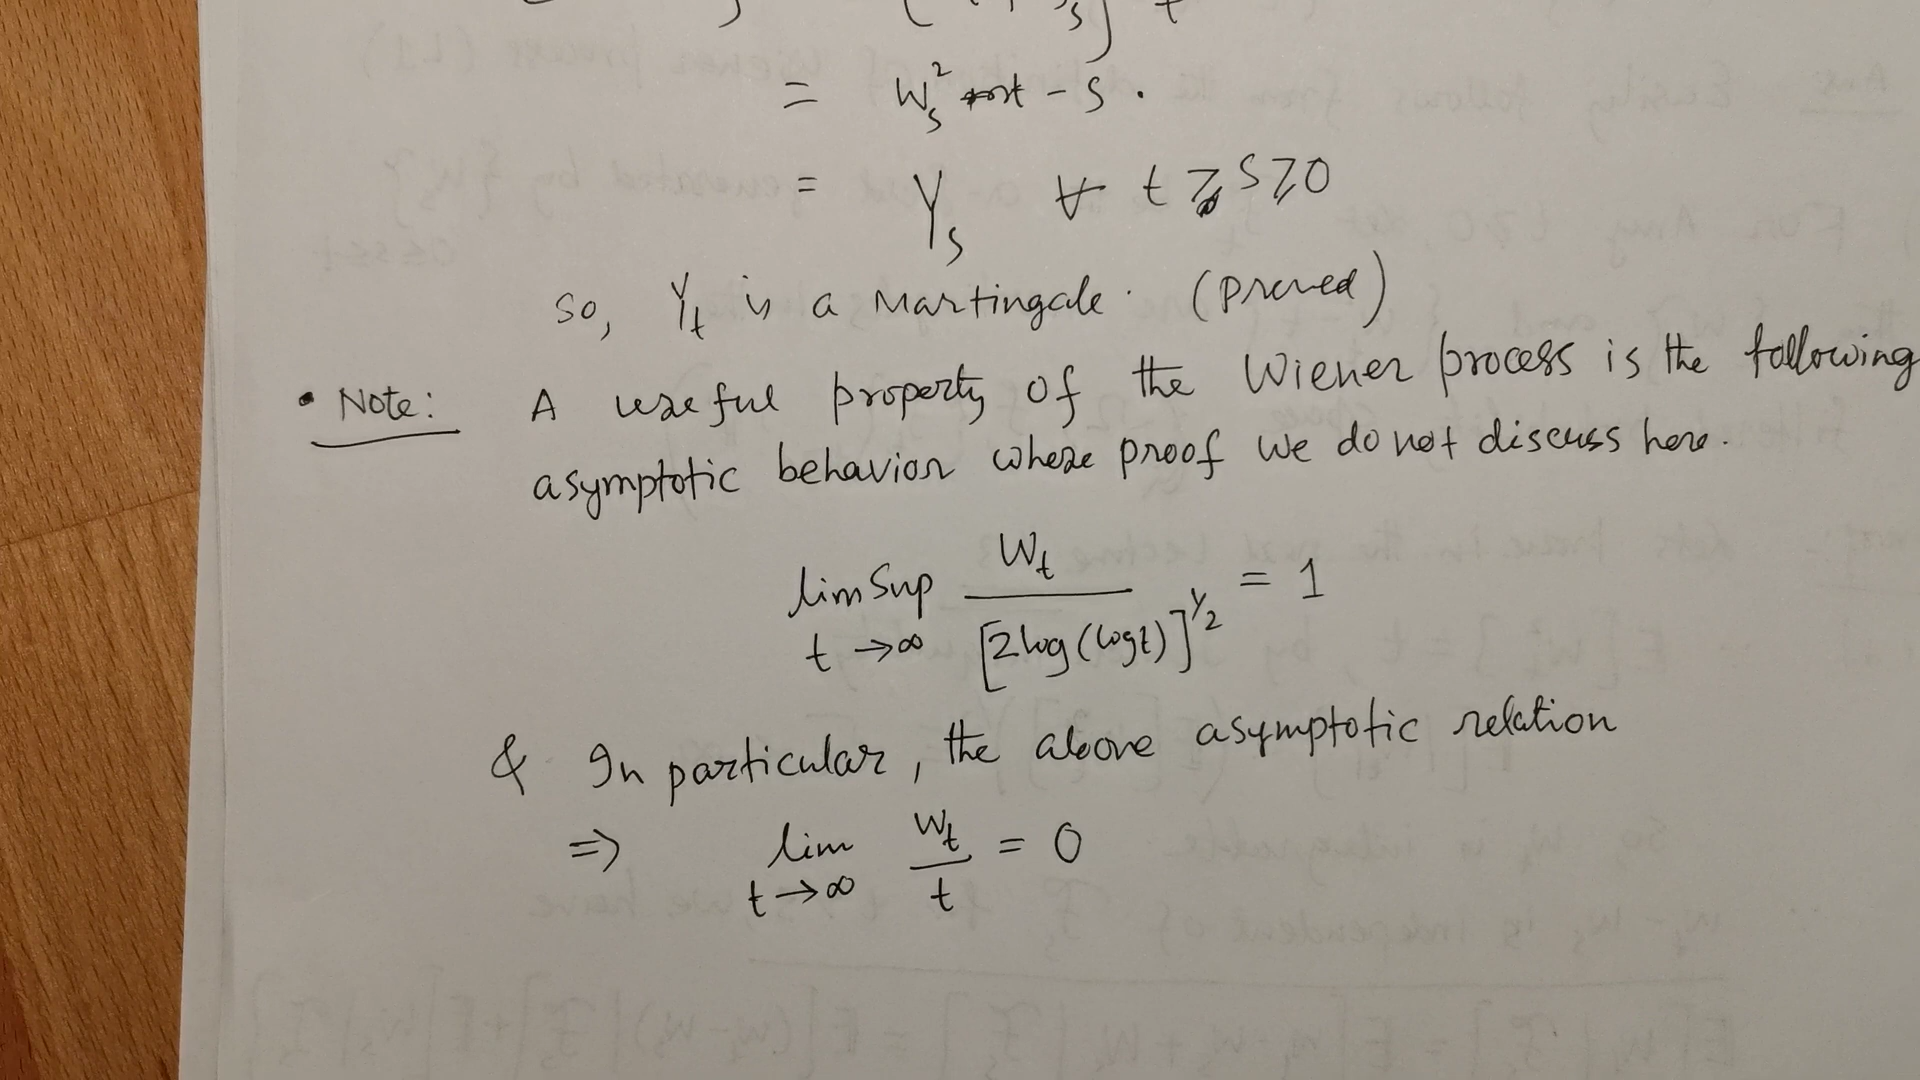 = W_s^2 - s.
= Y_s ∀ t ≥ s ≥ 0
so, Y_t is a Martingale. (proved)
• Note: A useful property of the Wiener process is the following
asymptotic behavior whose proof we do not discuss here.
lim sup_{t→∞} W_t / [2 log (log t)]^{1/2} = 1
& In particular, the above asymptotic relation
⇒ lim_{t→∞} W_t / t = 0